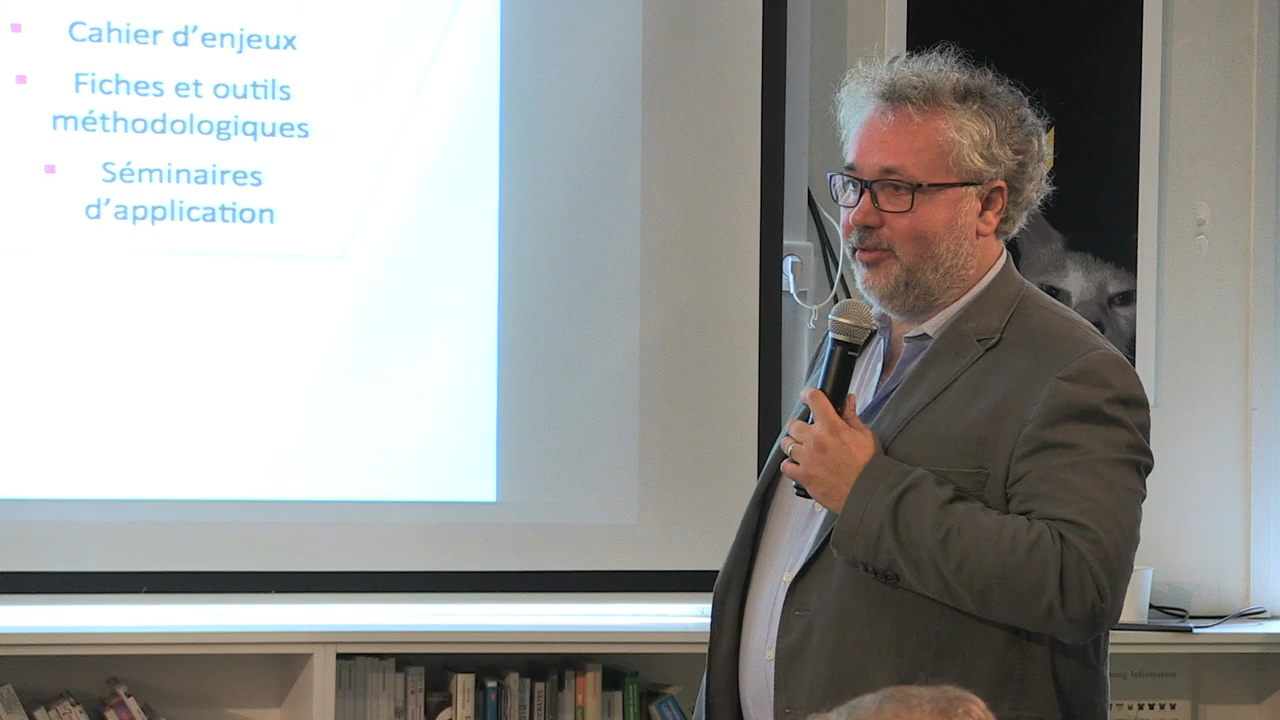 Cahier d’enjeux
Fiches et outils
méthodologiques
Séminaires
d’application